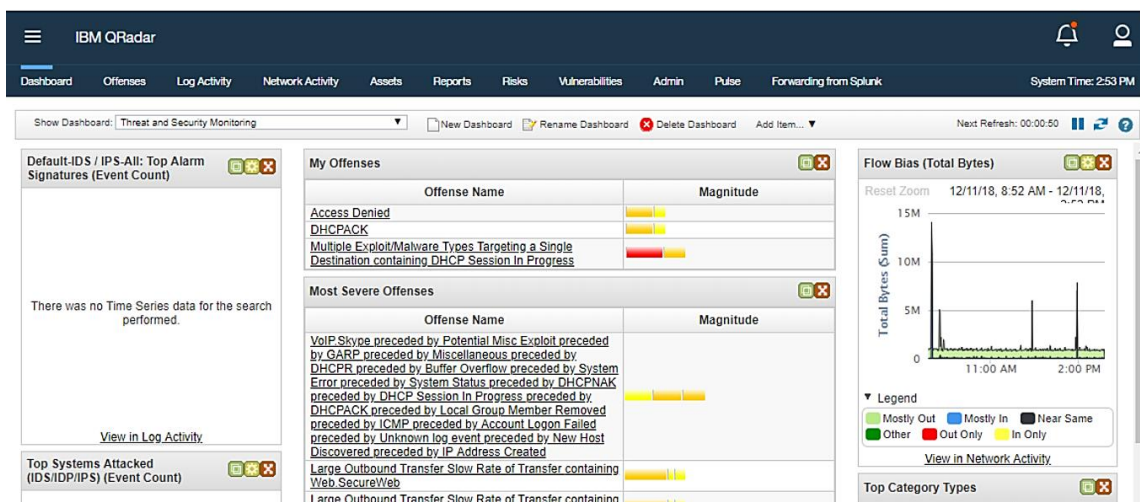 IBM QRadar
Dashboard Offenses Log Activity Network Activity Assets Reports Risks Vulnerabilities Admin Pulse Forwarding from Splunk System Time: 2:53 PM
Show Dashboard: Threat and Security Monitoring New Dashboard Rename Dashboard Delete Dashboard Add Item... Next Refresh: 00:00:50
Default-IDS / IPS-All: Top Alarm
Signatures (Event Count)
There was no Time Series data for the search
performed.
View in Log Activity
Top Systems Attacked
(IDS/IDP/IPS) (Event Count)
My Offenses
Offense Name Magnitude
Access Denied
DHCPACK
Multiple Exploit/Malware Types Targeting a Single
Destination containing DHCP Session In Progress
Most Severe Offenses
Offense Name Magnitude
VoIP.Skype preceded by Potential Misc Exploit preceded
by GARP preceded by Miscellaneous preceded by
DHCPR preceded by Buffer Overflow preceded by System
Error preceded by System Status preceded by DHCPNAK
preceded by DHCP Session In Progress preceded by
DHCPACK preceded by Local Group Member Removed
preceded by ICMP preceded by Account Logon Failed
preceded by Unknown log event preceded by New Host
Discovered preceded by IP Address Created
Large Outbound Transfer Slow Rate of Transfer containing
Web.SecureWeb
Large Outbound Transfer Slow Rate of Transfer containing
Flow Bias (Total Bytes)
Reset Zoom 12/11/18, 8:52 AM - 12/11/18,
Total Bytes (Sum)
15M
10M
5M
0
11:00 AM 2:00 PM
Legend
Mostly Out Mostly In Near Same
Other Out Only In Only
View in Network Activity
Top Category Types